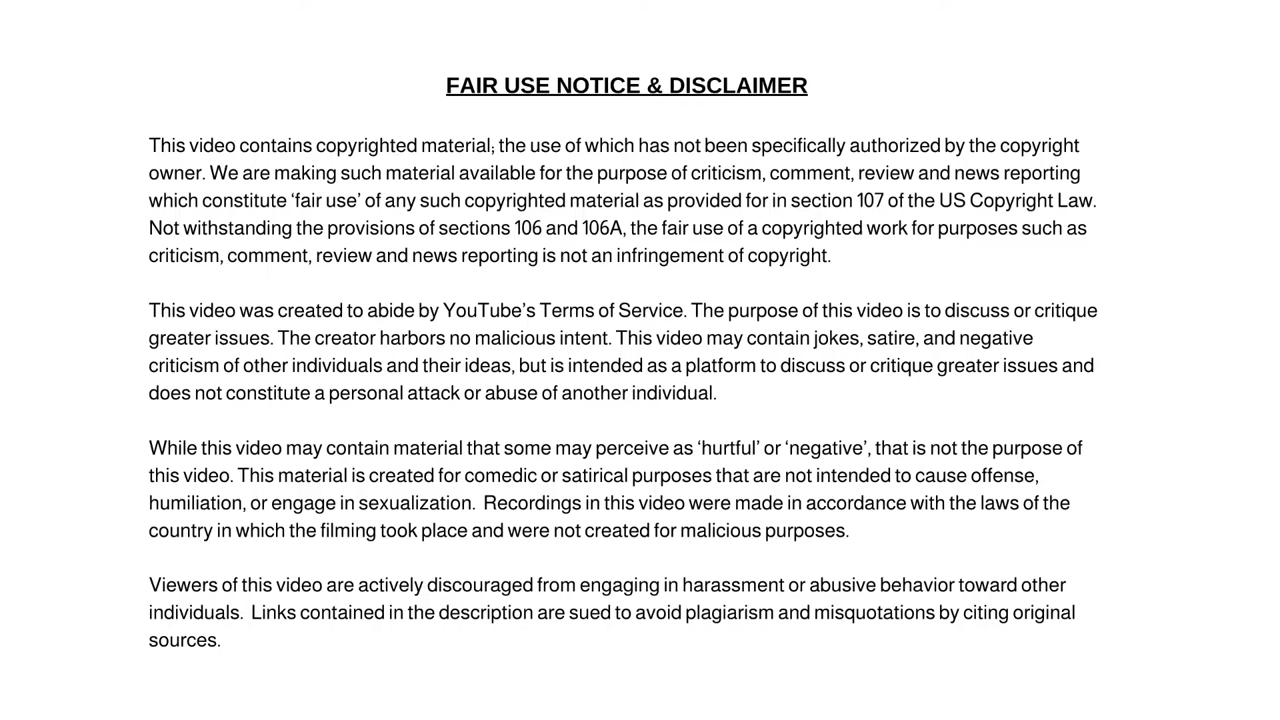 FAIR USE NOTICE & DISCLAIMER
This video contains copyrighted material; the use of which has not been specifically authorized by the copyright
owner. We are making such material available for the purpose of criticism, comment, review and news reporting
which constitute ‘fair use’ of any such copyrighted material as provided for in section 107 of the US Copyright Law.
Not withstanding the provisions of sections 106 and 106A, the fair use of a copyrighted work for purposes such as
criticism, comment, review and news reporting is not an infringement of copyright.
This video was created to abide by YouTube’s Terms of Service. The purpose of this video is to discuss or critique
greater issues. The creator harbors no malicious intent. This video may contain jokes, satire, and negative
criticism of other individuals and their ideas, but is intended as a platform to discuss or critique greater issues and
does not constitute a personal attack or abuse of another individual.
While this video may contain material that some may perceive as ‘hurtful’ or ‘negative’, that is not the purpose of
this video. This material is created for comedic or satirical purposes that are not intended to cause offense,
humiliation, or engage in sexualization.  Recordings in this video were made in accordance with the laws of the
country in which the filming took place and were not created for malicious purposes.
Viewers of this video are actively discouraged from engaging in harassment or abusive behavior toward other
individuals.  Links contained in the description are sued to avoid plagiarism and misquotations by citing original
sources.